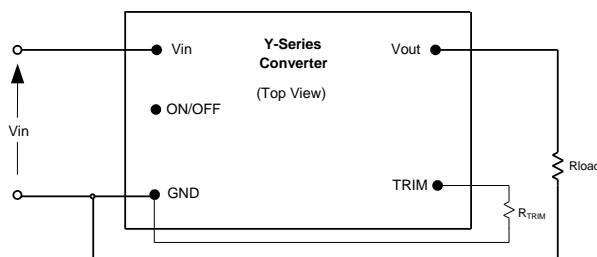 Y-Series
Converter
(Top View)
Vin
Vout
ON/OFF
Vin
GND
TRIM
Rload
RTRIM